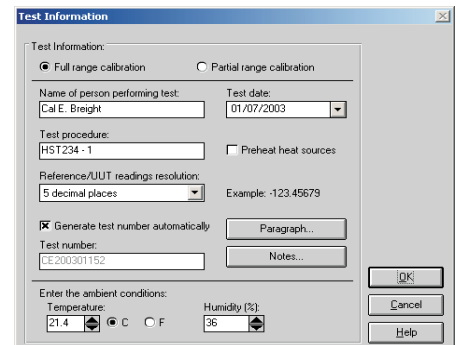 Test Information
Test Information:
Full range calibration Partial range calibration
Name of person performing test: Test date:
Cal E. Breight 01/07/2003
Test procedure:
HST234 - 1 Preheat heat sources
Reference/UUT readings resolution:
5 decimal places Example: -123.45679
Generate test number automatically Paragraph...
Test number:
CE200301152 Notes...
OK
Enter the ambient conditions:
Temperature: Humidity (%): Cancel
21.4 C F 36
Help